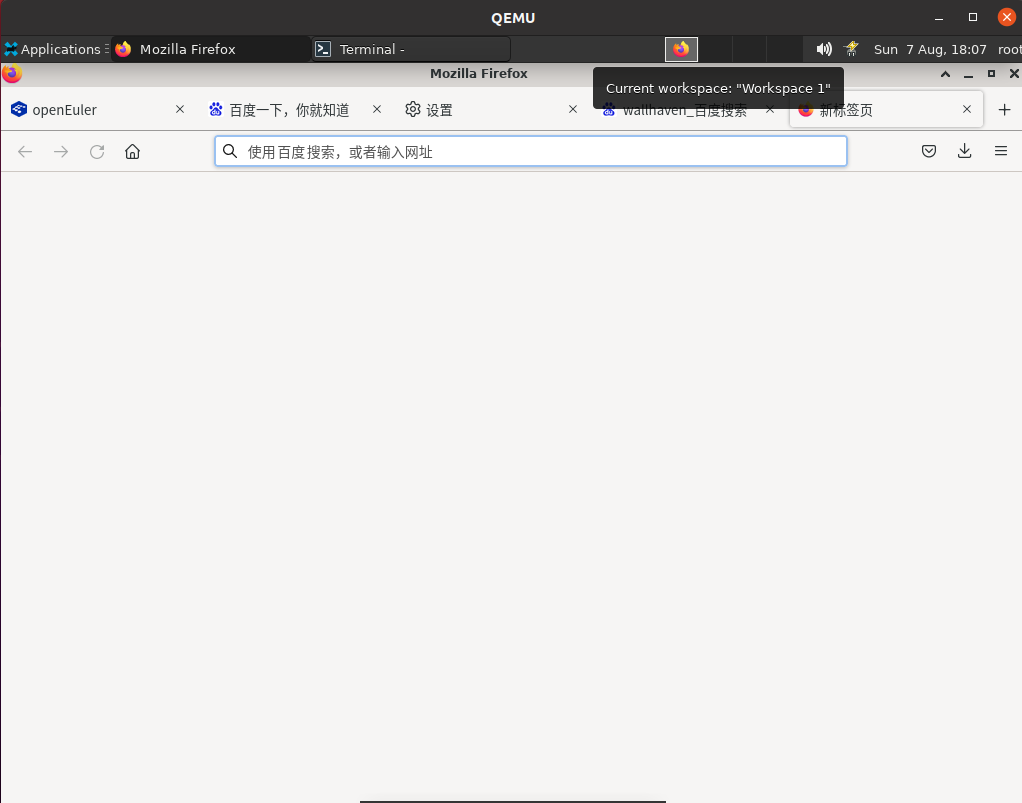 QEMU
Applications
Mozilla Firefox
Terminal -
Sun 7 Aug, 18:07
root
Mozilla Firefox
Current workspace: "Workspace 1"
openEuler
百度一下，你就知道
设置
wallhaven_百度搜索
新标签页
使用百度搜索，或者输入网址